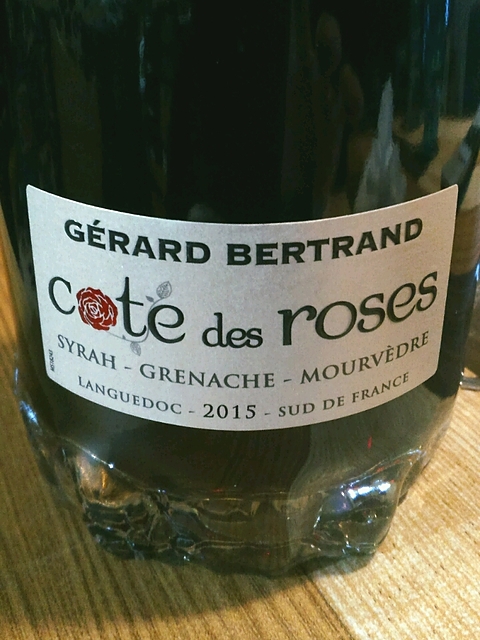 GÉRARD BERTRAND
cote des roses
SYRAH - GRENACHE - MOURVÈDRE
LANGUEDOC - 2015 - SUD DE FRANCE